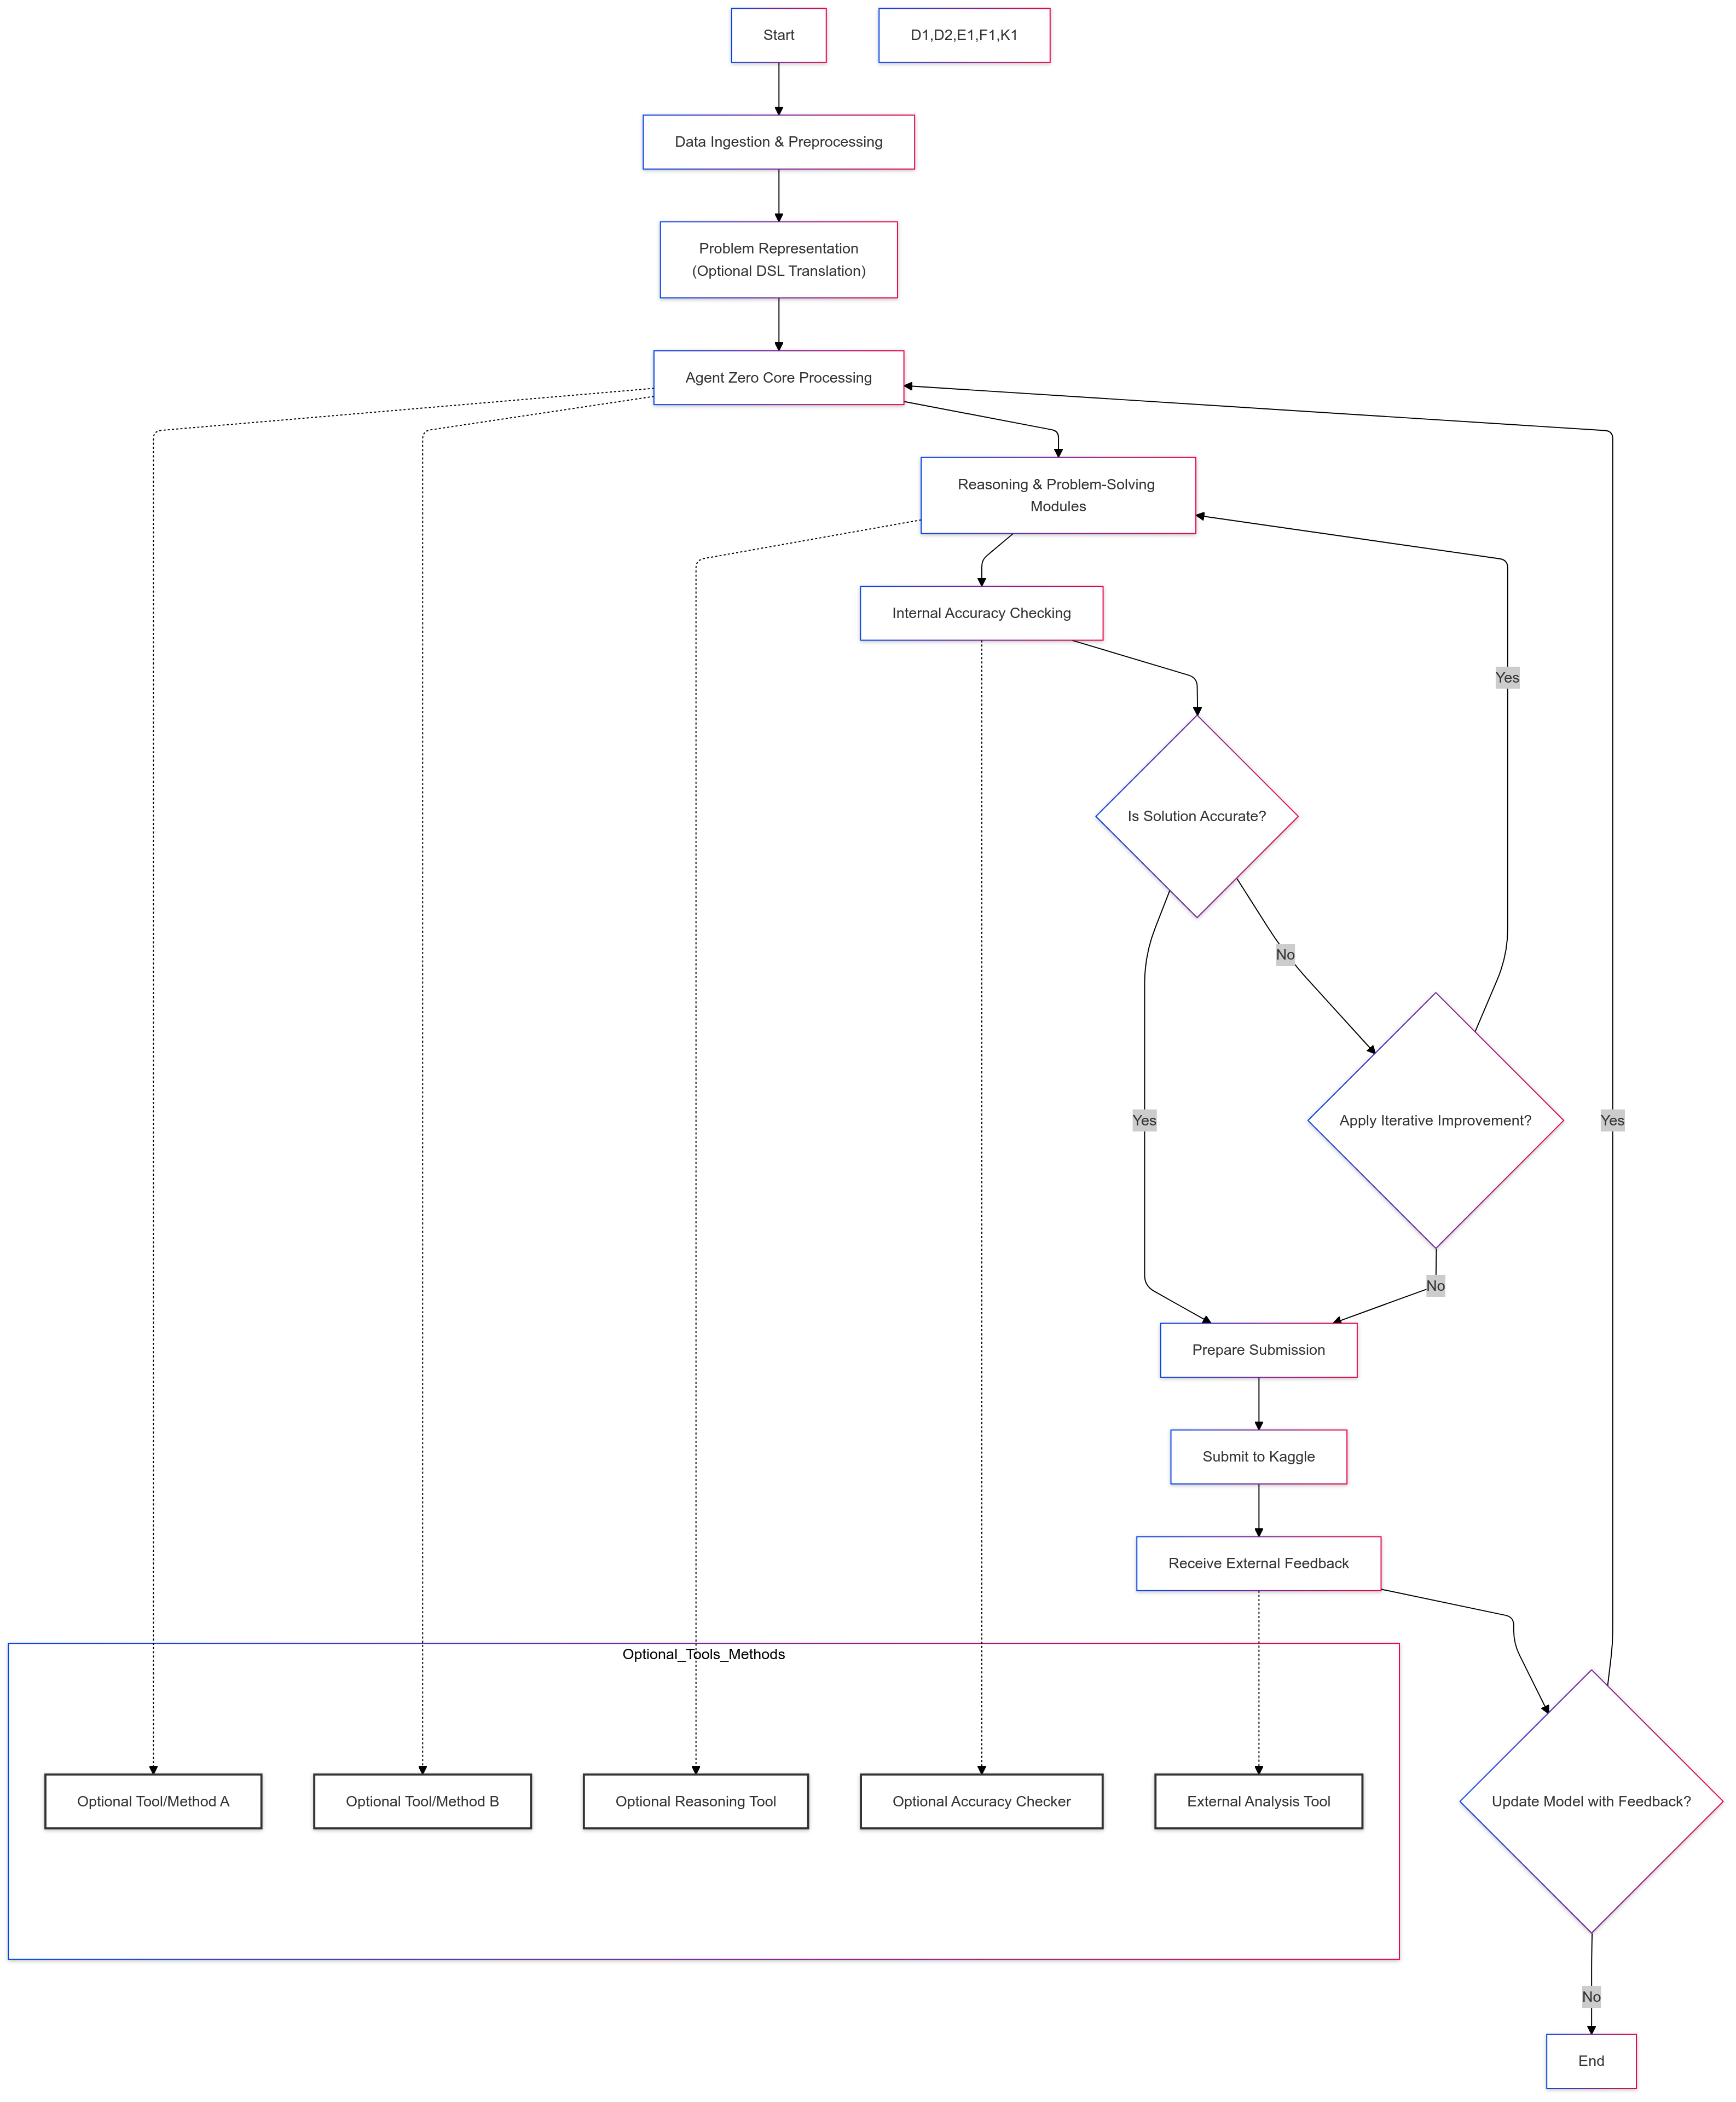 Start
D1,D2,E1,F1,K1
Data Ingestion & Preprocessing
Problem Representation
(Optional DSL Translation)
Agent Zero Core Processing
Reasoning & Problem-Solving
Modules
Internal Accuracy Checking
Yes
Is Solution Accurate?
No
Yes
Apply Iterative Improvement?
Yes
No
Prepare Submission
Submit to Kaggle
Receive External Feedback
Optional_Tools_Methods
Optional Tool/Method A
Optional Tool/Method B
Optional Reasoning Tool
Optional Accuracy Checker
External Analysis Tool
Update Model with Feedback?
No
End